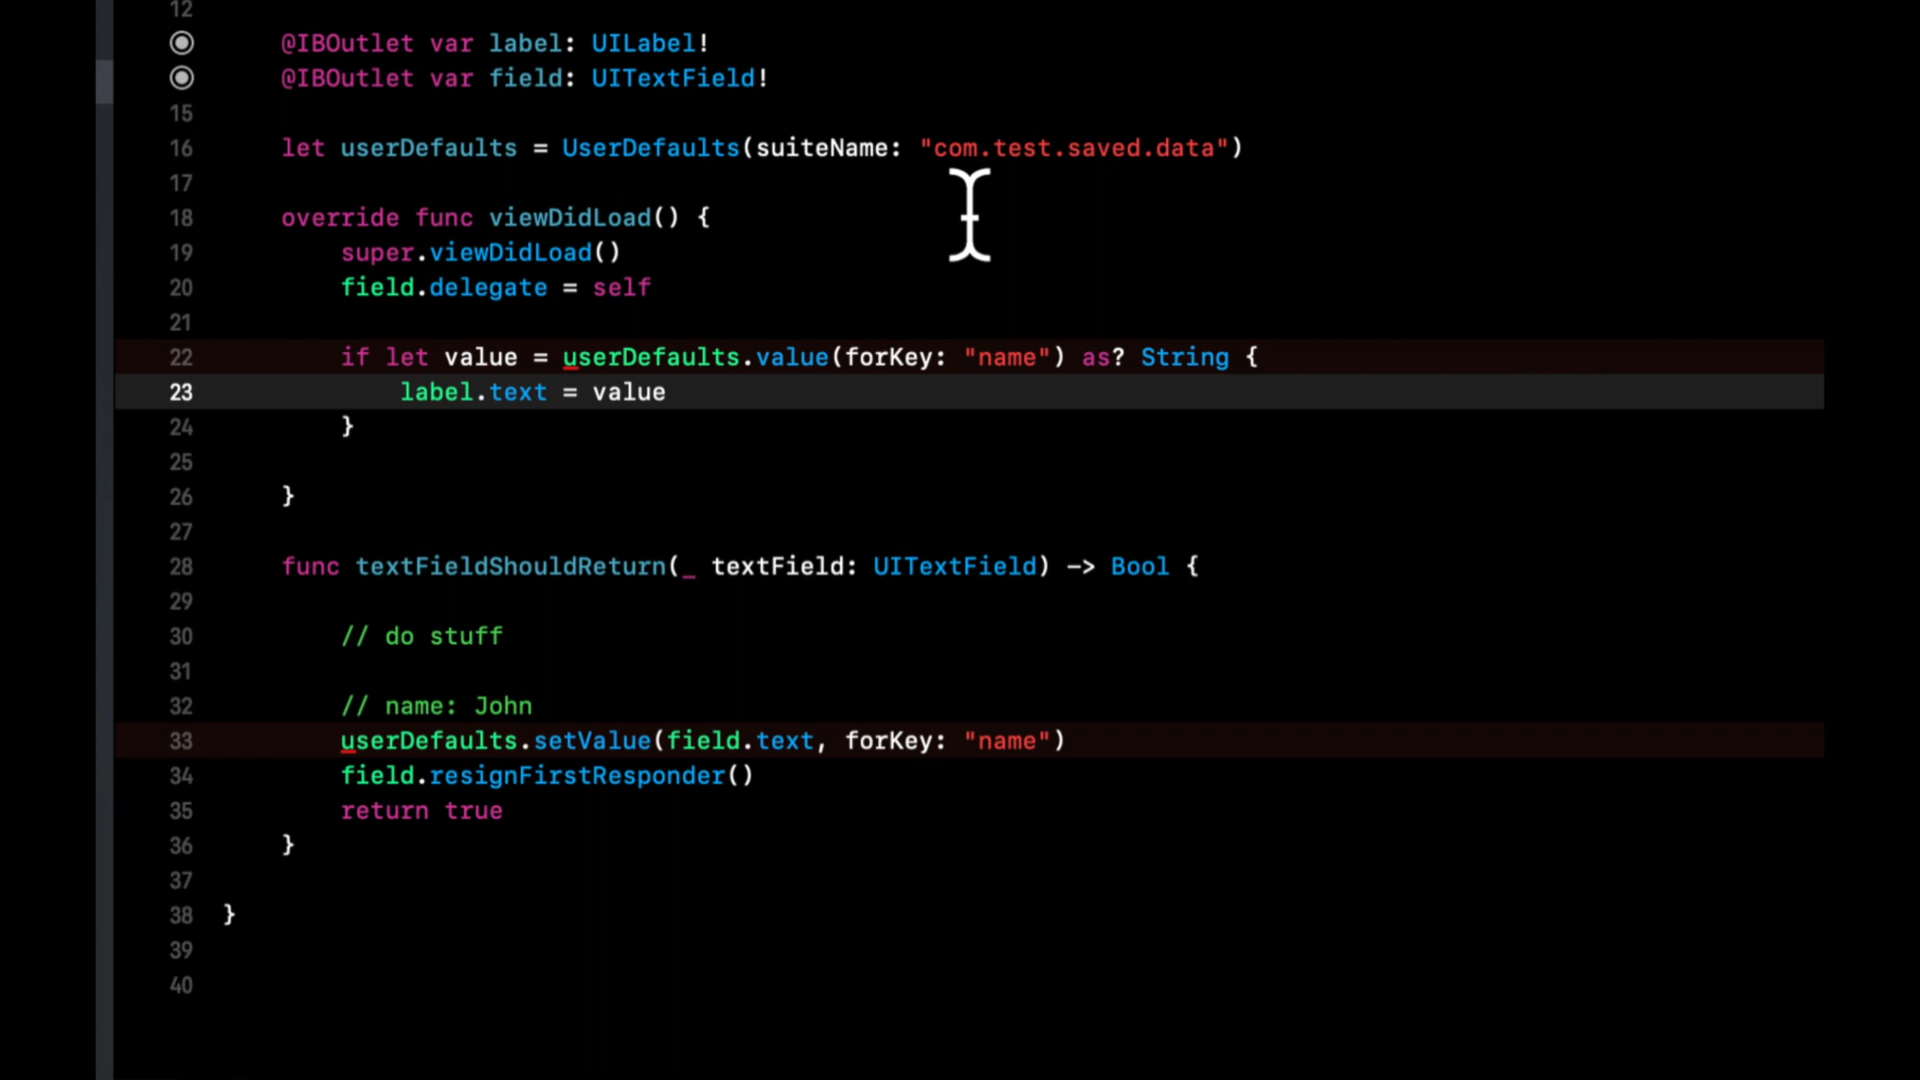 12
@IBOutlet var label: UILabel!
@IBOutlet var field: UITextField!
15
16 let userDefaults = UserDefaults(suiteName: "com.test.saved.data")
17
18 override func viewDidLoad() {
19 super.viewDidLoad()
20 field.delegate = self
21
22 if let value = userDefaults.value(forKey: "name") as? String {
23 label.text = value
24 }
25
26 }
27
28 func textFieldShouldReturn(_ textField: UITextField) -> Bool {
29
30 // do stuff
31
32 // name: John
33 userDefaults.setValue(field.text, forKey: "name")
34 field.resignFirstResponder()
35 return true
36 }
37
38 }
39
40